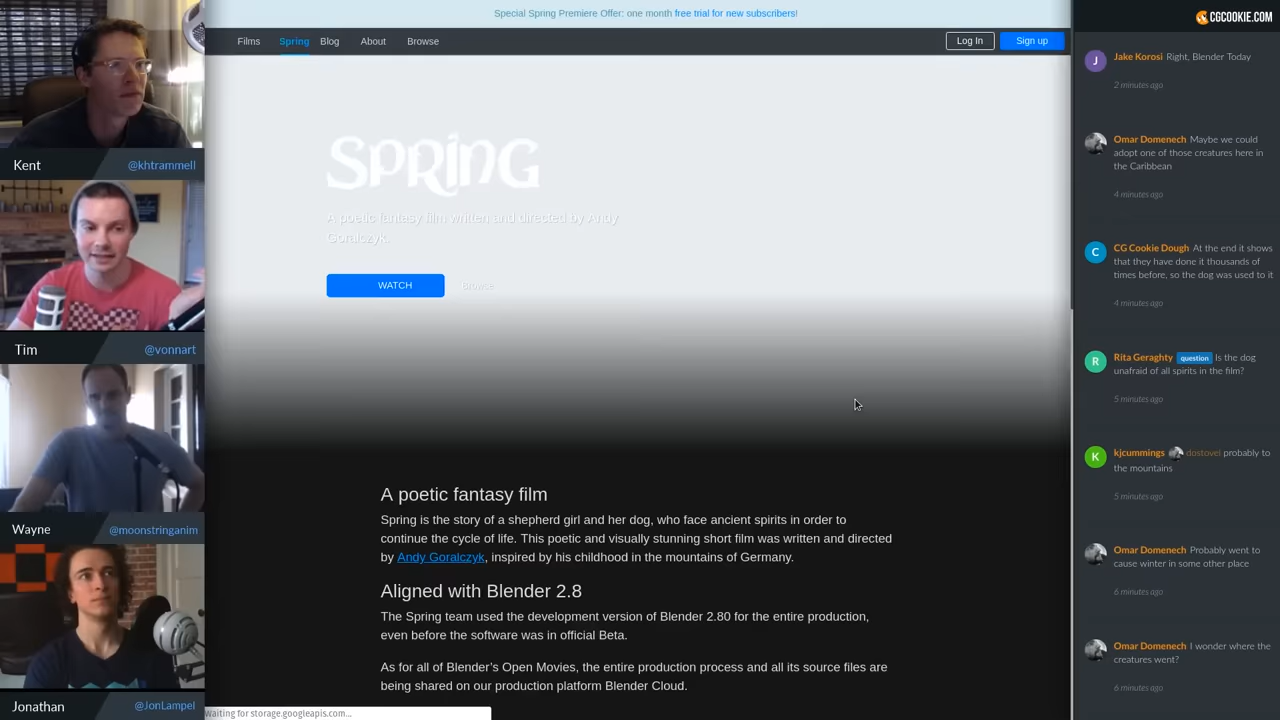 Special Spring Premiere Offer: one month free trial for new subscribers!
Films Spring Blog About Browse
Log In Sign up
SPRING
A poetic fantasy film written and directed by Andy
Goralczyk.
WATCH Browse
A poetic fantasy film
Spring is the story of a shepherd girl and her dog, who face ancient spirits in order to
continue the cycle of life. This poetic and visually stunning short film was written and directed
by Andy Goralczyk, inspired by his childhood in the mountains of Germany.
Aligned with Blender 2.8
The Spring team used the development version of Blender 2.80 for the entire production,
even before the software was in official Beta.
As for all of Blender's Open Movies, the entire production process and all its source files are
being shared on our production platform Blender Cloud.
Waiting for storage.googleapis.com...
Kent @khtrammell
Tim @vonnart
Wayne @moonstringanim
Jonathan @JonLampel
CGCOOKIE.COM
J
Jake Korosi Right, Blender Today
2 minutes ago
Omar Domenech Maybe we could
adopt one of those creatures here in
the Caribbean
4 minutes ago
C
CG Cookie Dough At the end it shows
that they have done it thousands of
times before, so the dog was used to it
4 minutes ago
R
Rita Geraghty question Is the dog
unafraid of all spirits in the film?
5 minutes ago
K
kjcummings dostovel probably to
the mountains
5 minutes ago
Omar Domenech Probably went to
cause winter in some other place
6 minutes ago
Omar Domenech I wonder where the
creatures went?
6 minutes ago